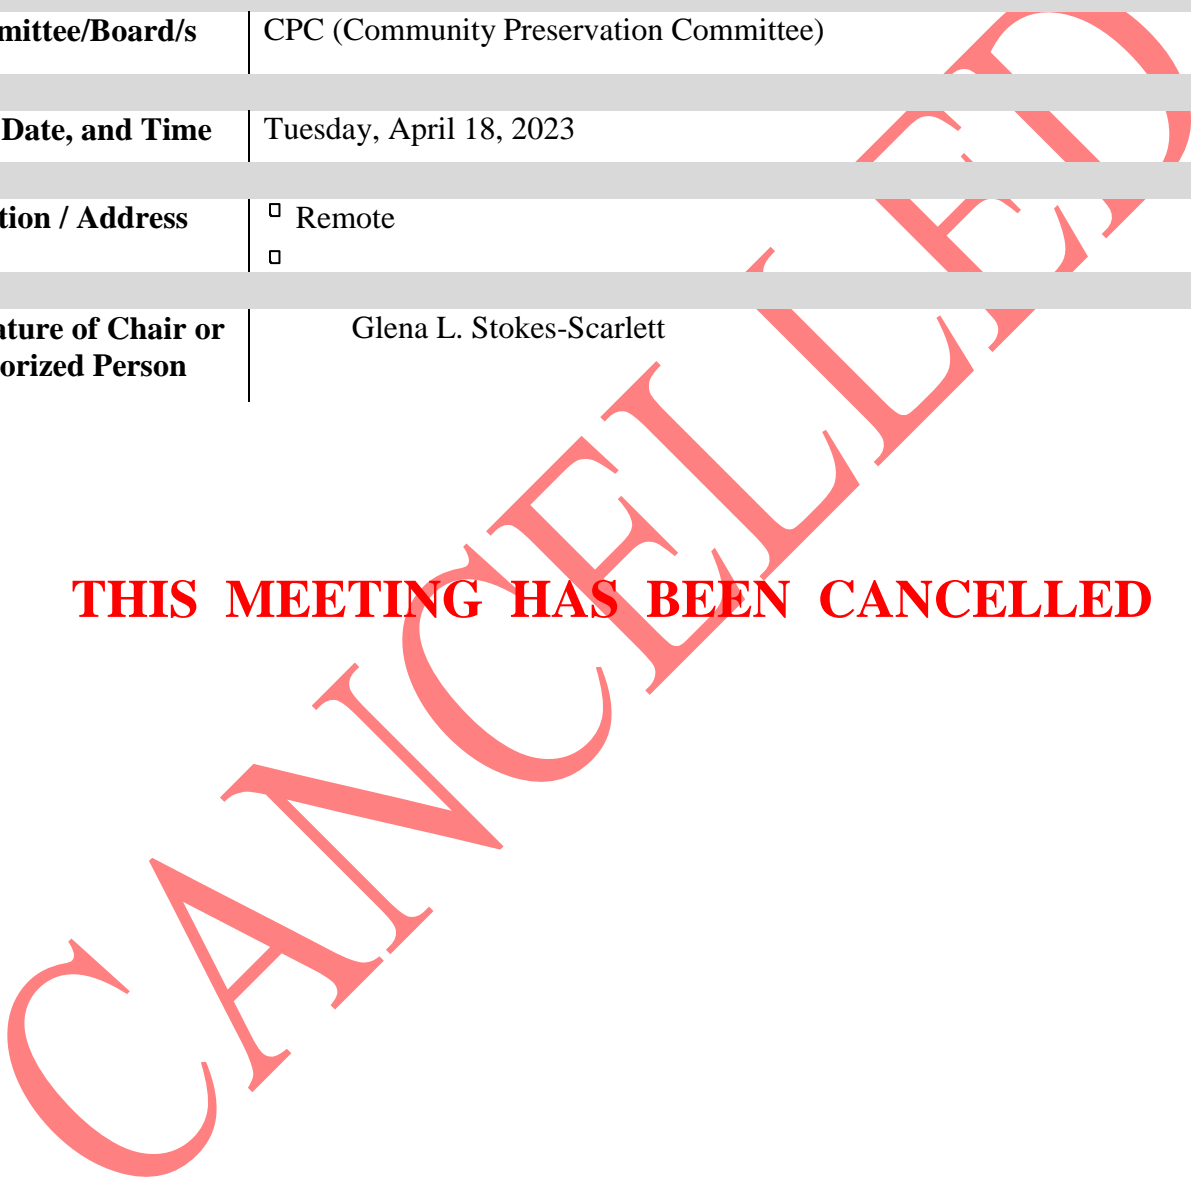 mittee/Board/s CPC (Community Preservation Committee)
Date, and Time Tuesday, April 18, 2023
tion / Address Remote
ature of Chair or Glena L. Stokes-Scarlett
orized Person
THIS MEETING HAS BEEN CANCELLED
CANCELLED